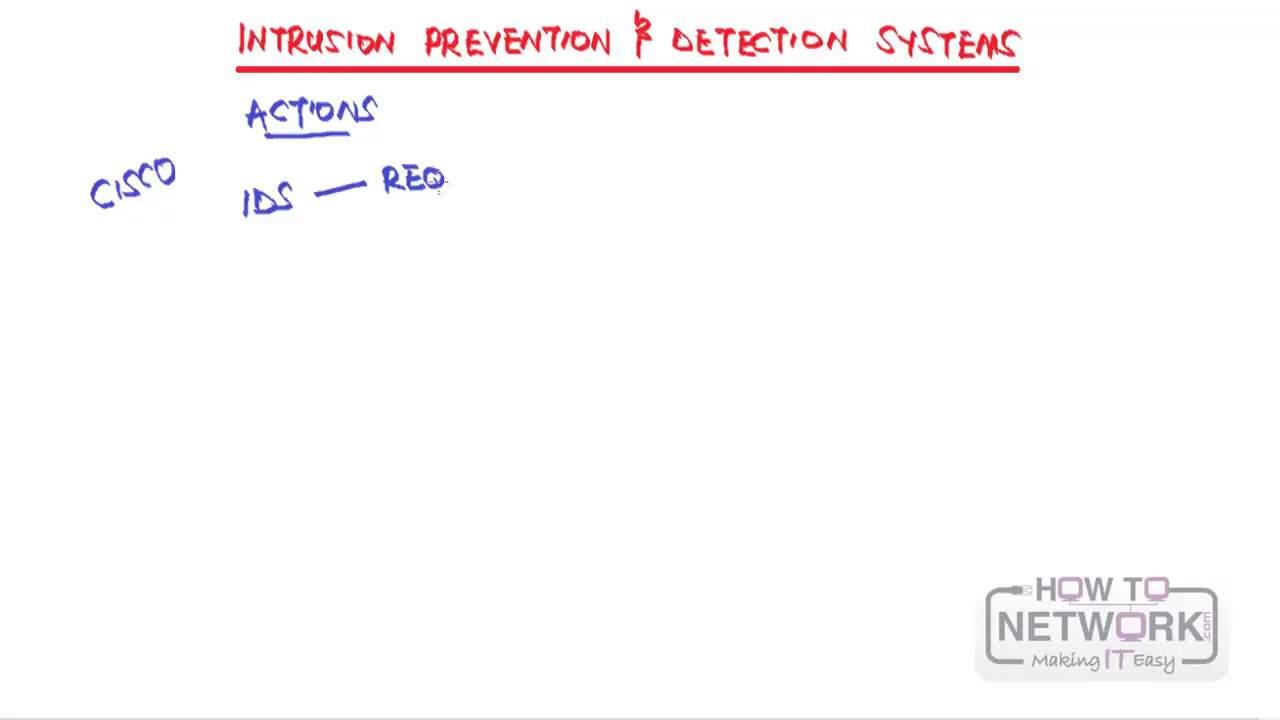 INTRUSION PREVENTION & DETECTION SYSTEMS
ACTIONS
CISCO IDS — REQ
HOW TO
NETWORK.com
Making IT Easy